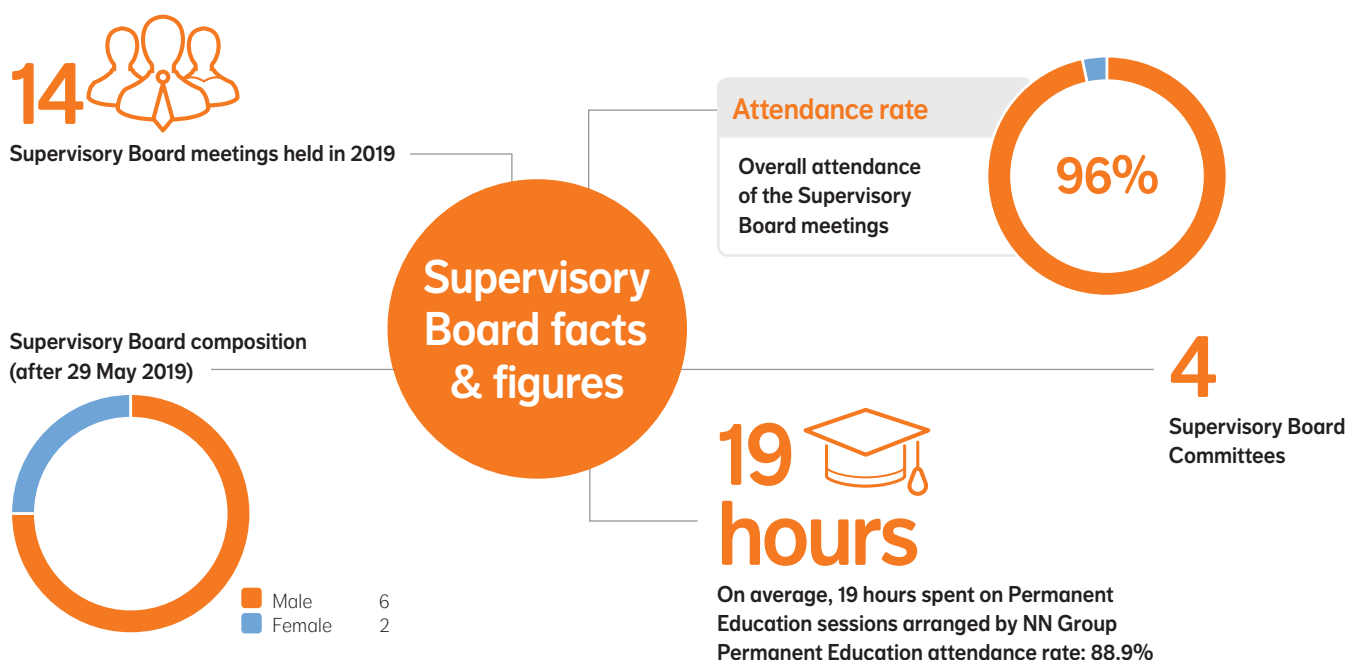 14
Supervisory Board meetings held in 2019
Attendance rate
Overall attendance
of the Supervisory
Board meetings
96%
Supervisory
Board facts
& figures
Supervisory Board composition
(after 29 May 2019)
Male 6
Female 2
4
Supervisory Board
Committees
19
hours
On average, 19 hours spent on Permanent
Education sessions arranged by NN Group
Permanent Education attendance rate: 88.9%